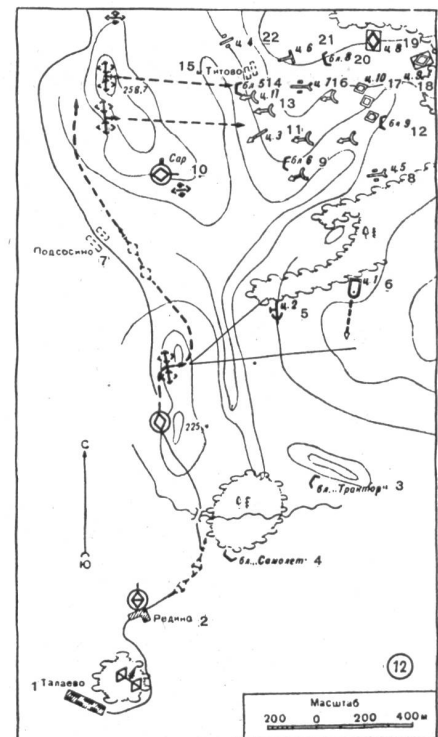 ц. 4 22 21 ц. 6 бл. 8 20 ц. 8 19 ц. 9 18
15 Титово бл 5 14 ц. 11 13 ц. 7 16 ц. 10 17
258,7 ц. 3 11 бл. 9 12
Сар 10 бл 6 9 ц. 5 8
Подсосино 7
ц. 2 5 ц. 1 6
225,
С
Ю
бл. „Трактор" 3
бл. „Самолет" 4
Редина 2
1 Талаево
12
Масштаб
200 0 200 400 м